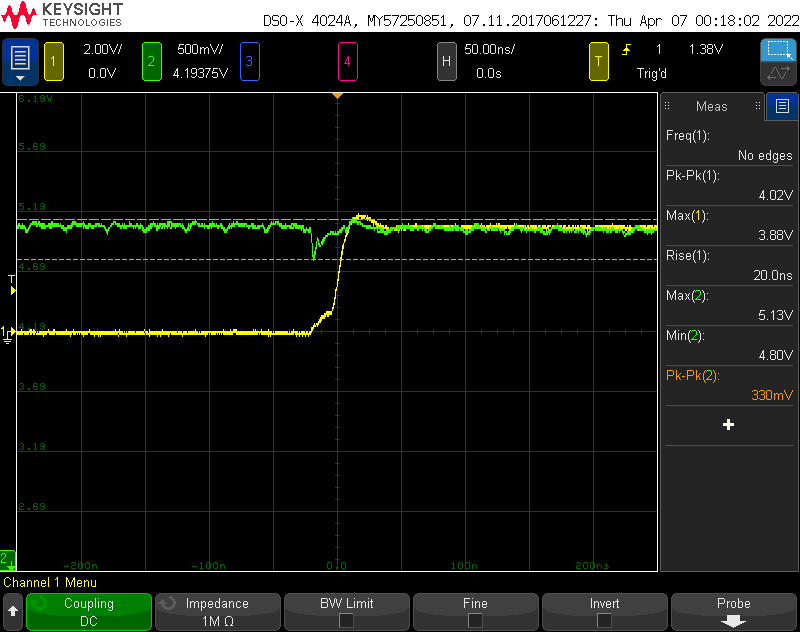 KEYSIGHT
TECHNOLOGIES
DSO-X 4024A, MY57250851, 07.11.2017061227: Thu Apr 07 00:18:02 2022
1
2.00V/
0.0V
2
500mV/
4.19375V
3
4
H
50.00ns/
0.0s
T
1
1.38V
Trig'd
6.19V
5.69
5.19
4.69
4.19
3.69
3.19
2.69
T
1
2
-200n
-100n
0.0
100n
200ns
Meas
Freq(1):
No edges
Pk-Pk(1):
4.02V
Max(1):
3.88V
Rise(1):
20.0ns
Max(2):
5.13V
Min(2):
4.80V
Pk-Pk(2):
330mV
Channel 1 Menu
Coupling
DC
Impedance
1M Ω
BW Limit
Fine
Invert
Probe